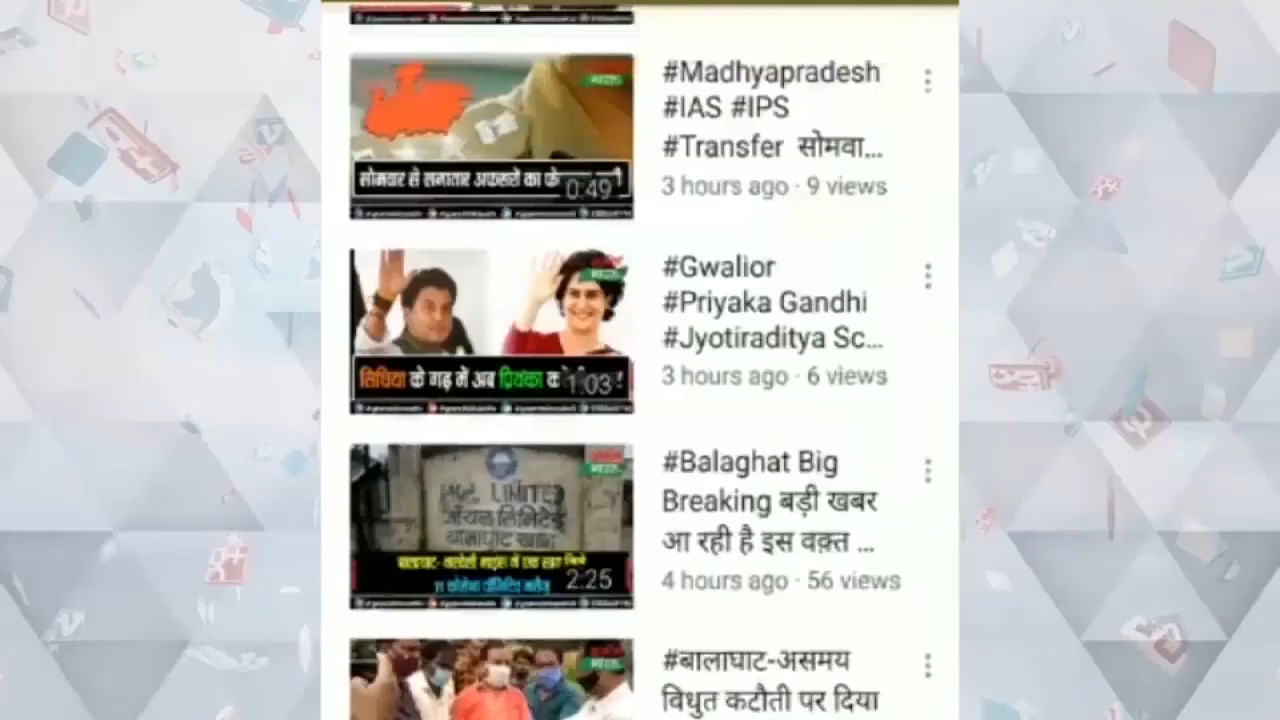 #Madhyapradesh
#IAS #IPS
#Transfer सोमवा...
3 hours ago · 9 views
सोमवार से लगातार अफसरों का फे
0:49
#Gwalior
#Priyaka Gandhi
#Jyotiraditya Sc...
3 hours ago · 6 views
सिंधिया के गढ़ में अब प्रियंका
1:03
#Balaghat Big
Breaking बड़ी खबर
आ रही है इस वक़्त ...
4 hours ago · 56 views
LIMITED
लिमिटेड
बालाघाट खान
2:25
#बालाघाट-असमय
विधुत कटौती पर दिया